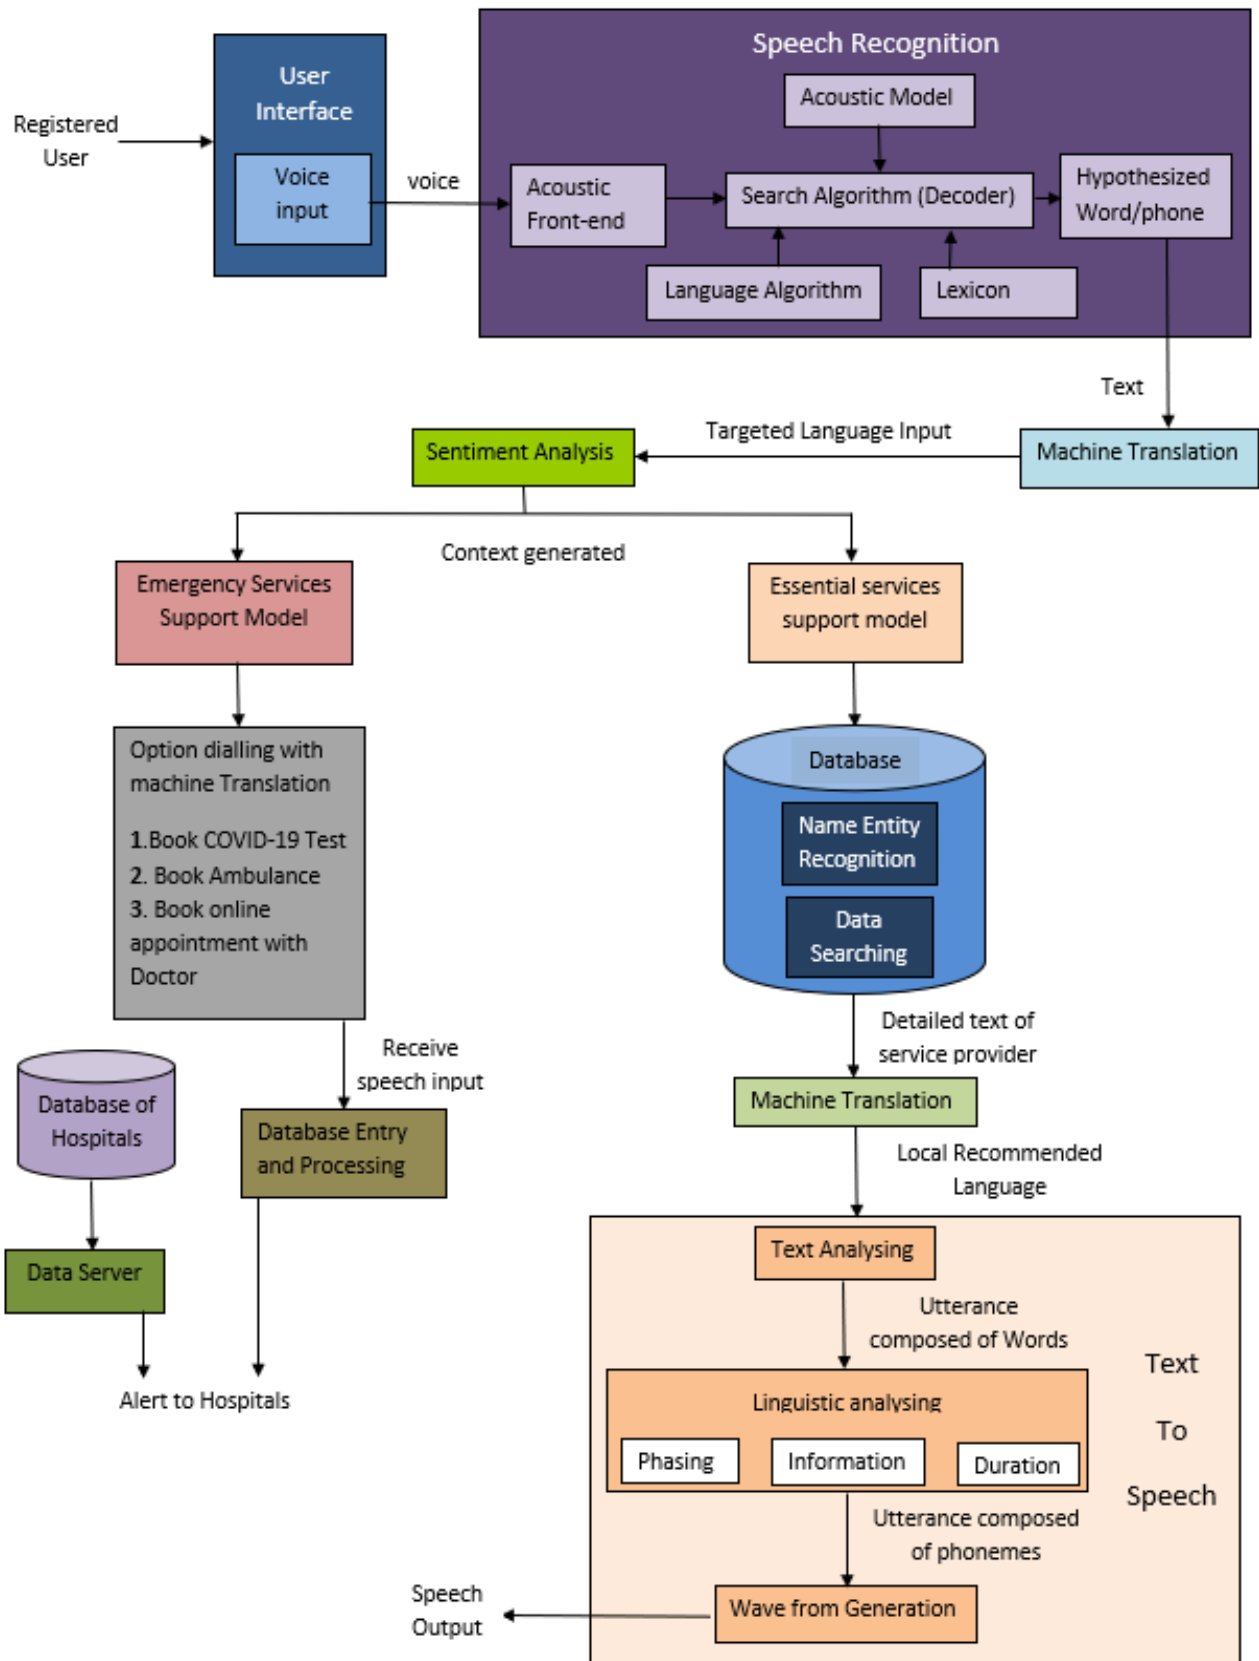 Speech Recognition
User
Interface
Acoustic Model
Registered
User
Voice
input
voice
Acoustic
Front-end
Search Algorithm (Decoder)
Hypothesized
Word/phone
Language Algorithm
Lexicon
Text
Sentiment Analysis
Targeted Language Input
Machine Translation
Context generated
Emergency Services
Support Model
Essential services
support model
Option dialling with
machine Translation
1.Book COVID-19 Test
2. Book Ambulance
3. Book online
appointment with
Doctor
Database
Name Entity
Recognition
Data
Searching
Receive
speech input
Detailed text of
service provider
Database of
Hospitals
Database Entry
and Processing
Machine Translation
Local Recommended
Language
Data Server
Alert to Hospitals
Text Analysing
Utterance
composed of Words
Linguistic analysing
Phasing
Information
Duration
Text
To
Speech
Utterance composed
of phonemes
Wave from Generation
Speech
Output